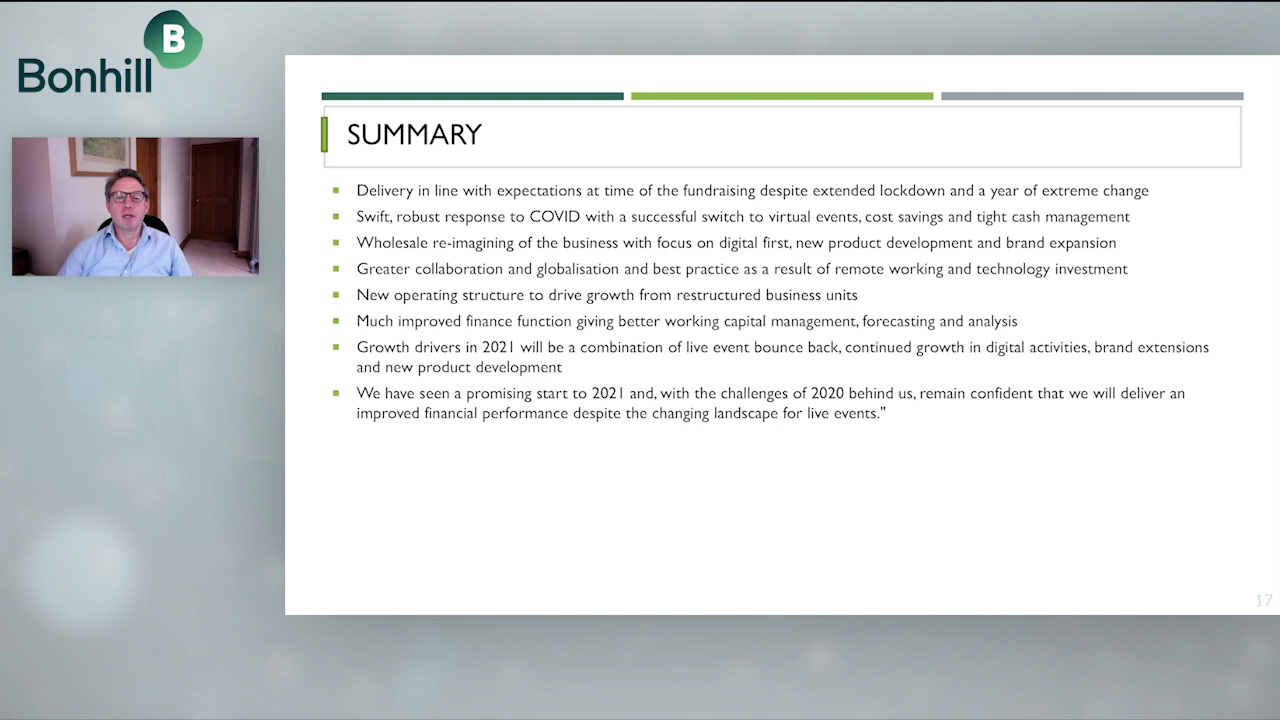 B
Bonhill
SUMMARY
Delivery in line with expectations at time of the fundraising despite extended lockdown and a year of extreme change
Swift, robust response to COVID with a successful switch to virtual events, cost savings and tight cash management
Wholesale re-imagining of the business with focus on digital first, new product development and brand expansion
Greater collaboration and globalisation and best practice as a result of remote working and technology investment
New operating structure to drive growth from restructured business units
Much improved finance function giving better working capital management, forecasting and analysis
Growth drivers in 2021 will be a combination of live event bounce back, continued growth in digital activities, brand extensions
and new product development
We have seen a promising start to 2021 and, with the challenges of 2020 behind us, remain confident that we will deliver an
improved financial performance despite the changing landscape for live events."
17